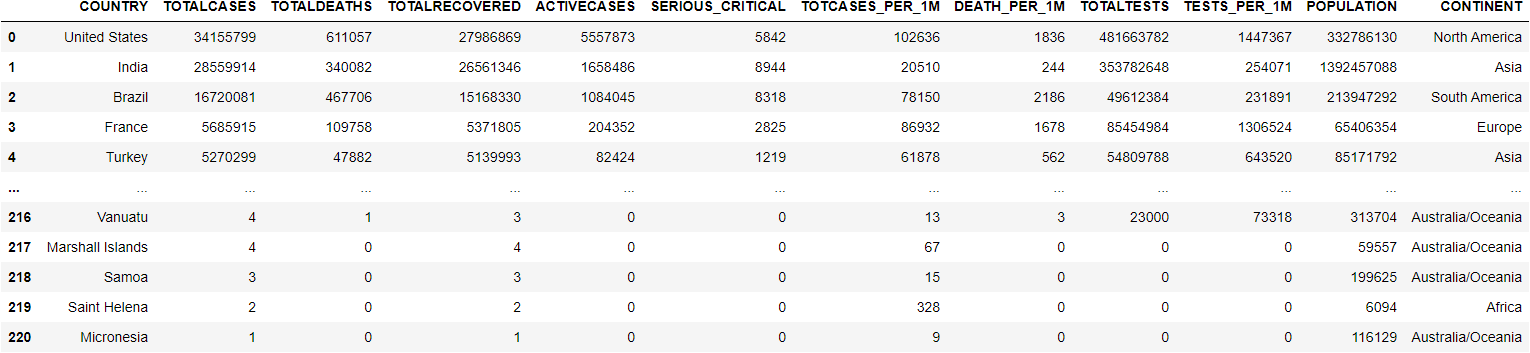 COUNTRY TOTALCASES TOTALDEATHS TOTALRECOVERED ACTIVECASES SERIOUS_CRITICAL TOTCASES_PER_1M DEATH_PER_1M TOTALTESTS TESTS_PER_1M POPULATION CONTINENT
0 United States 34155799 611057 27986869 5557873 5842 102636 1836 481663782 1447367 332786130 North America
1 India 28559914 340082 26561346 1658486 8944 20510 244 353782648 254071 1392457088 Asia
2 Brazil 16720081 467706 15168330 1084045 8318 78150 2186 49612384 231891 213947292 South America
3 France 5685915 109758 5371805 204352 2825 86932 1678 85454984 1306524 65406354 Europe
4 Turkey 5270299 47882 5139993 82424 1219 61878 562 54809788 643520 85171792 Asia
... ... ... ... ... ... ... ... ... ... ... ... ...
216 Vanuatu 4 1 3 0 0 13 3 23000 73318 313704 Australia/Oceania
217 Marshall Islands 4 0 4 0 0 67 0 0 0 59557 Australia/Oceania
218 Samoa 3 0 3 0 0 15 0 0 0 199625 Australia/Oceania
219 Saint Helena 2 0 2 0 0 328 0 0 0 6094 Africa
220 Micronesia 1 0 1 0 0 9 0 0 0 116129 Australia/Oceania